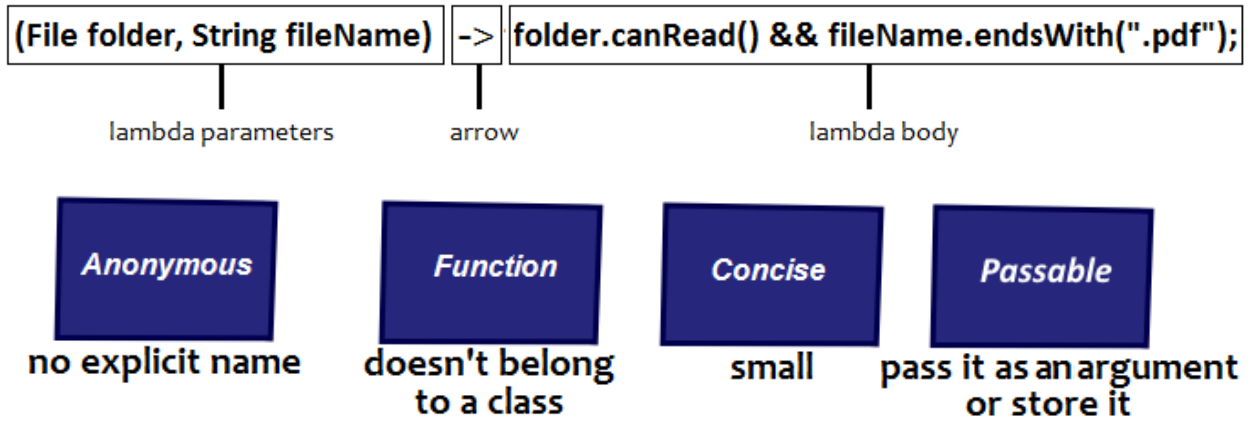 (File folder, String fileName) -> folder.canRead() && fileName.endsWith(".pdf");
lambda parameters arrow lambda body
Anonymous Function Concise Passable
no explicit name doesn't belong small pass it as an argument
to a class or store it